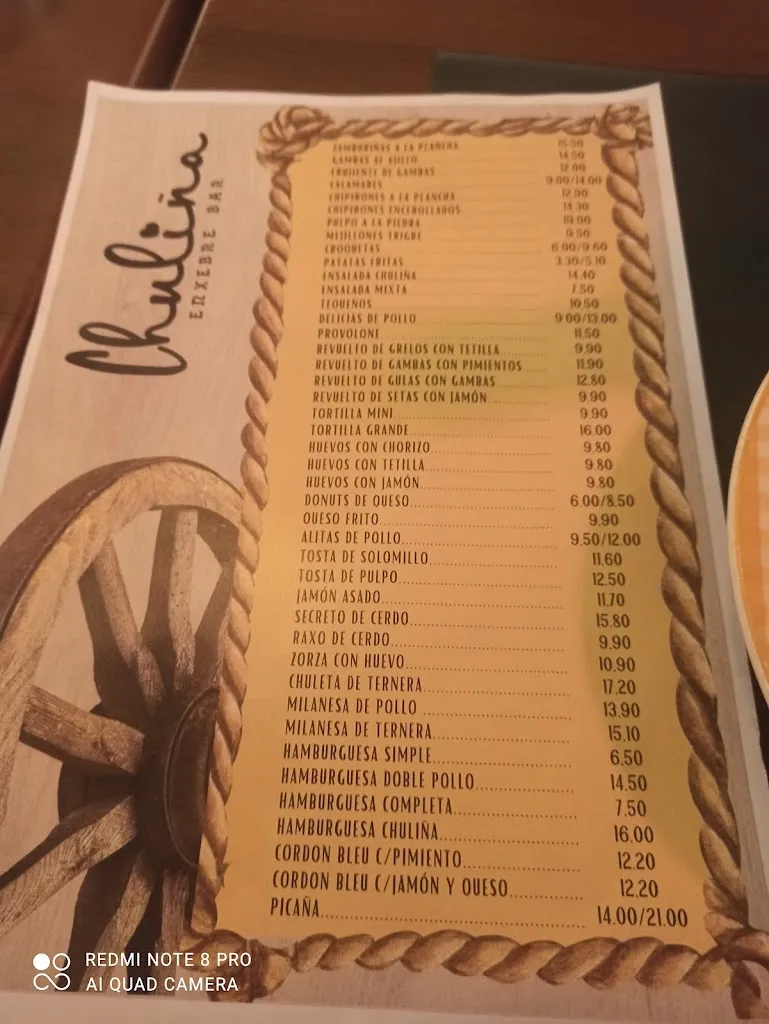 Chuliña
ENXEBRE BAR
ZAMBURIÑAS A LA PLANCHA 15.50
GAMBAS AL AJILLO 14.50
CRUJIENTE DE GAMBAS 12.00
CALAMARES 9.00/14.00
CHIPIRONES A LA PLANCHA 12.90
CHIPIRONES ENCEBOLLADOS 14.30
PULPO A LA PIEDRA 19.00
MEJILLONES TRIGRE 9.50
CROQUETAS 6.00/9.60
PATATAS FRITAS 3.30/5.10
ENSALADA CHULIÑA 14.40
ENSALADA MIXTA 7.50
TEQUEÑOS 10.50
DELICIAS DE POLLO 9.00/13.00
PROVOLONE 11.50
REVUELTO DE GRELOS CON TETILLA 9.90
REVUELTO DE GAMBAS CON PIMIENTOS 11.90
REVUELTO DE GULAS CON GAMBAS 12.80
REVUELTO DE SETAS CON JAMÓN 9.90
TORTILLA MINI 9.90
TORTILLA GRANDE 16.00
HUEVOS CON CHORIZO 9.80
HUEVOS CON TETILLA 9.80
HUEVOS CON JAMÓN 9.80
DONUTS DE QUESO 6.00/8.50
QUESO FRITO 9.90
ALITAS DE POLLO 9.50/12.00
TOSTA DE SOLOMILLO 11.60
TOSTA DE PULPO 12.50
JAMÓN ASADO 11.70
SECRETO DE CERDO 15.80
RAXO DE CERDO 9.90
ZORZA CON HUEVO 10.90
CHULETA DE TERNERA 17.20
MILANESA DE POLLO 13.90
MILANESA DE TERNERA 15.10
HAMBURGUESA SIMPLE 6.50
HAMBURGUESA DOBLE POLLO 14.50
HAMBURGUESA COMPLETA 7.50
HAMBURGUESA CHULIÑA 16.00
CORDON BLEU C/PIMIENTO 12.20
CORDON BLEU C/JAMÓN Y QUESO 12.20
PICAÑA 14.00/21.00
REDMI NOTE 8 PRO
AI QUAD CAMERA